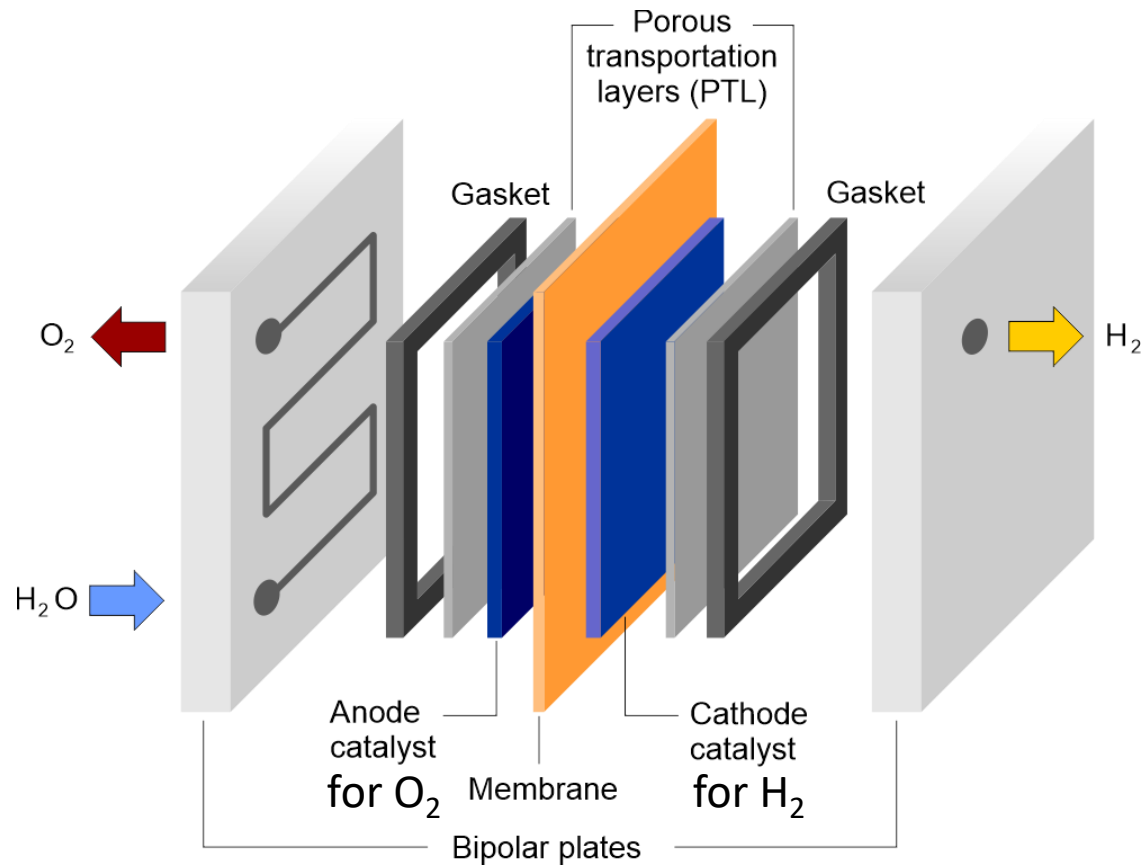 Porous
transportation
layers (PTL)
Gasket
Gasket
O₂
H₂
H₂O
Anode
catalyst
for O₂
Membrane
Cathode
catalyst
for H₂
Bipolar plates